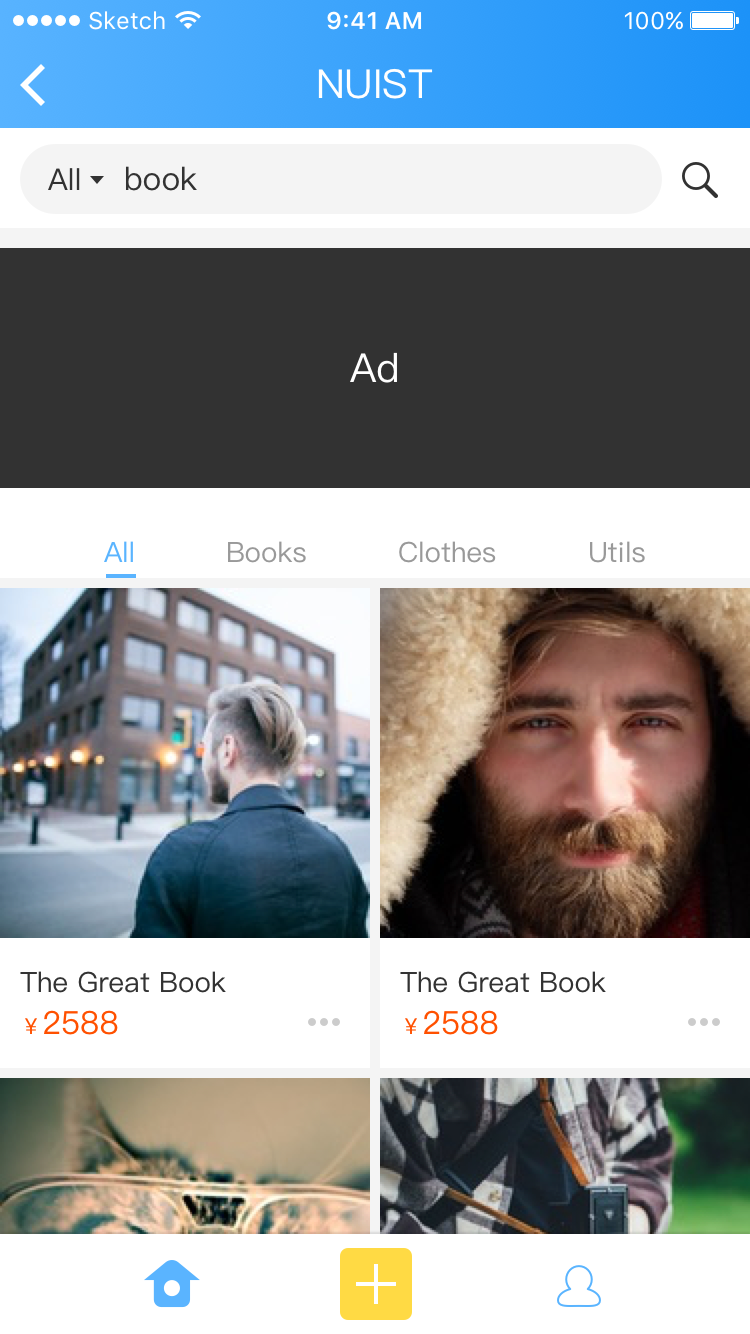 Sketch 9:41 AM 100%
NUIST
All book
Ad
All Books Clothes Utils
The Great Book The Great Book
¥ 2588 ¥ 2588